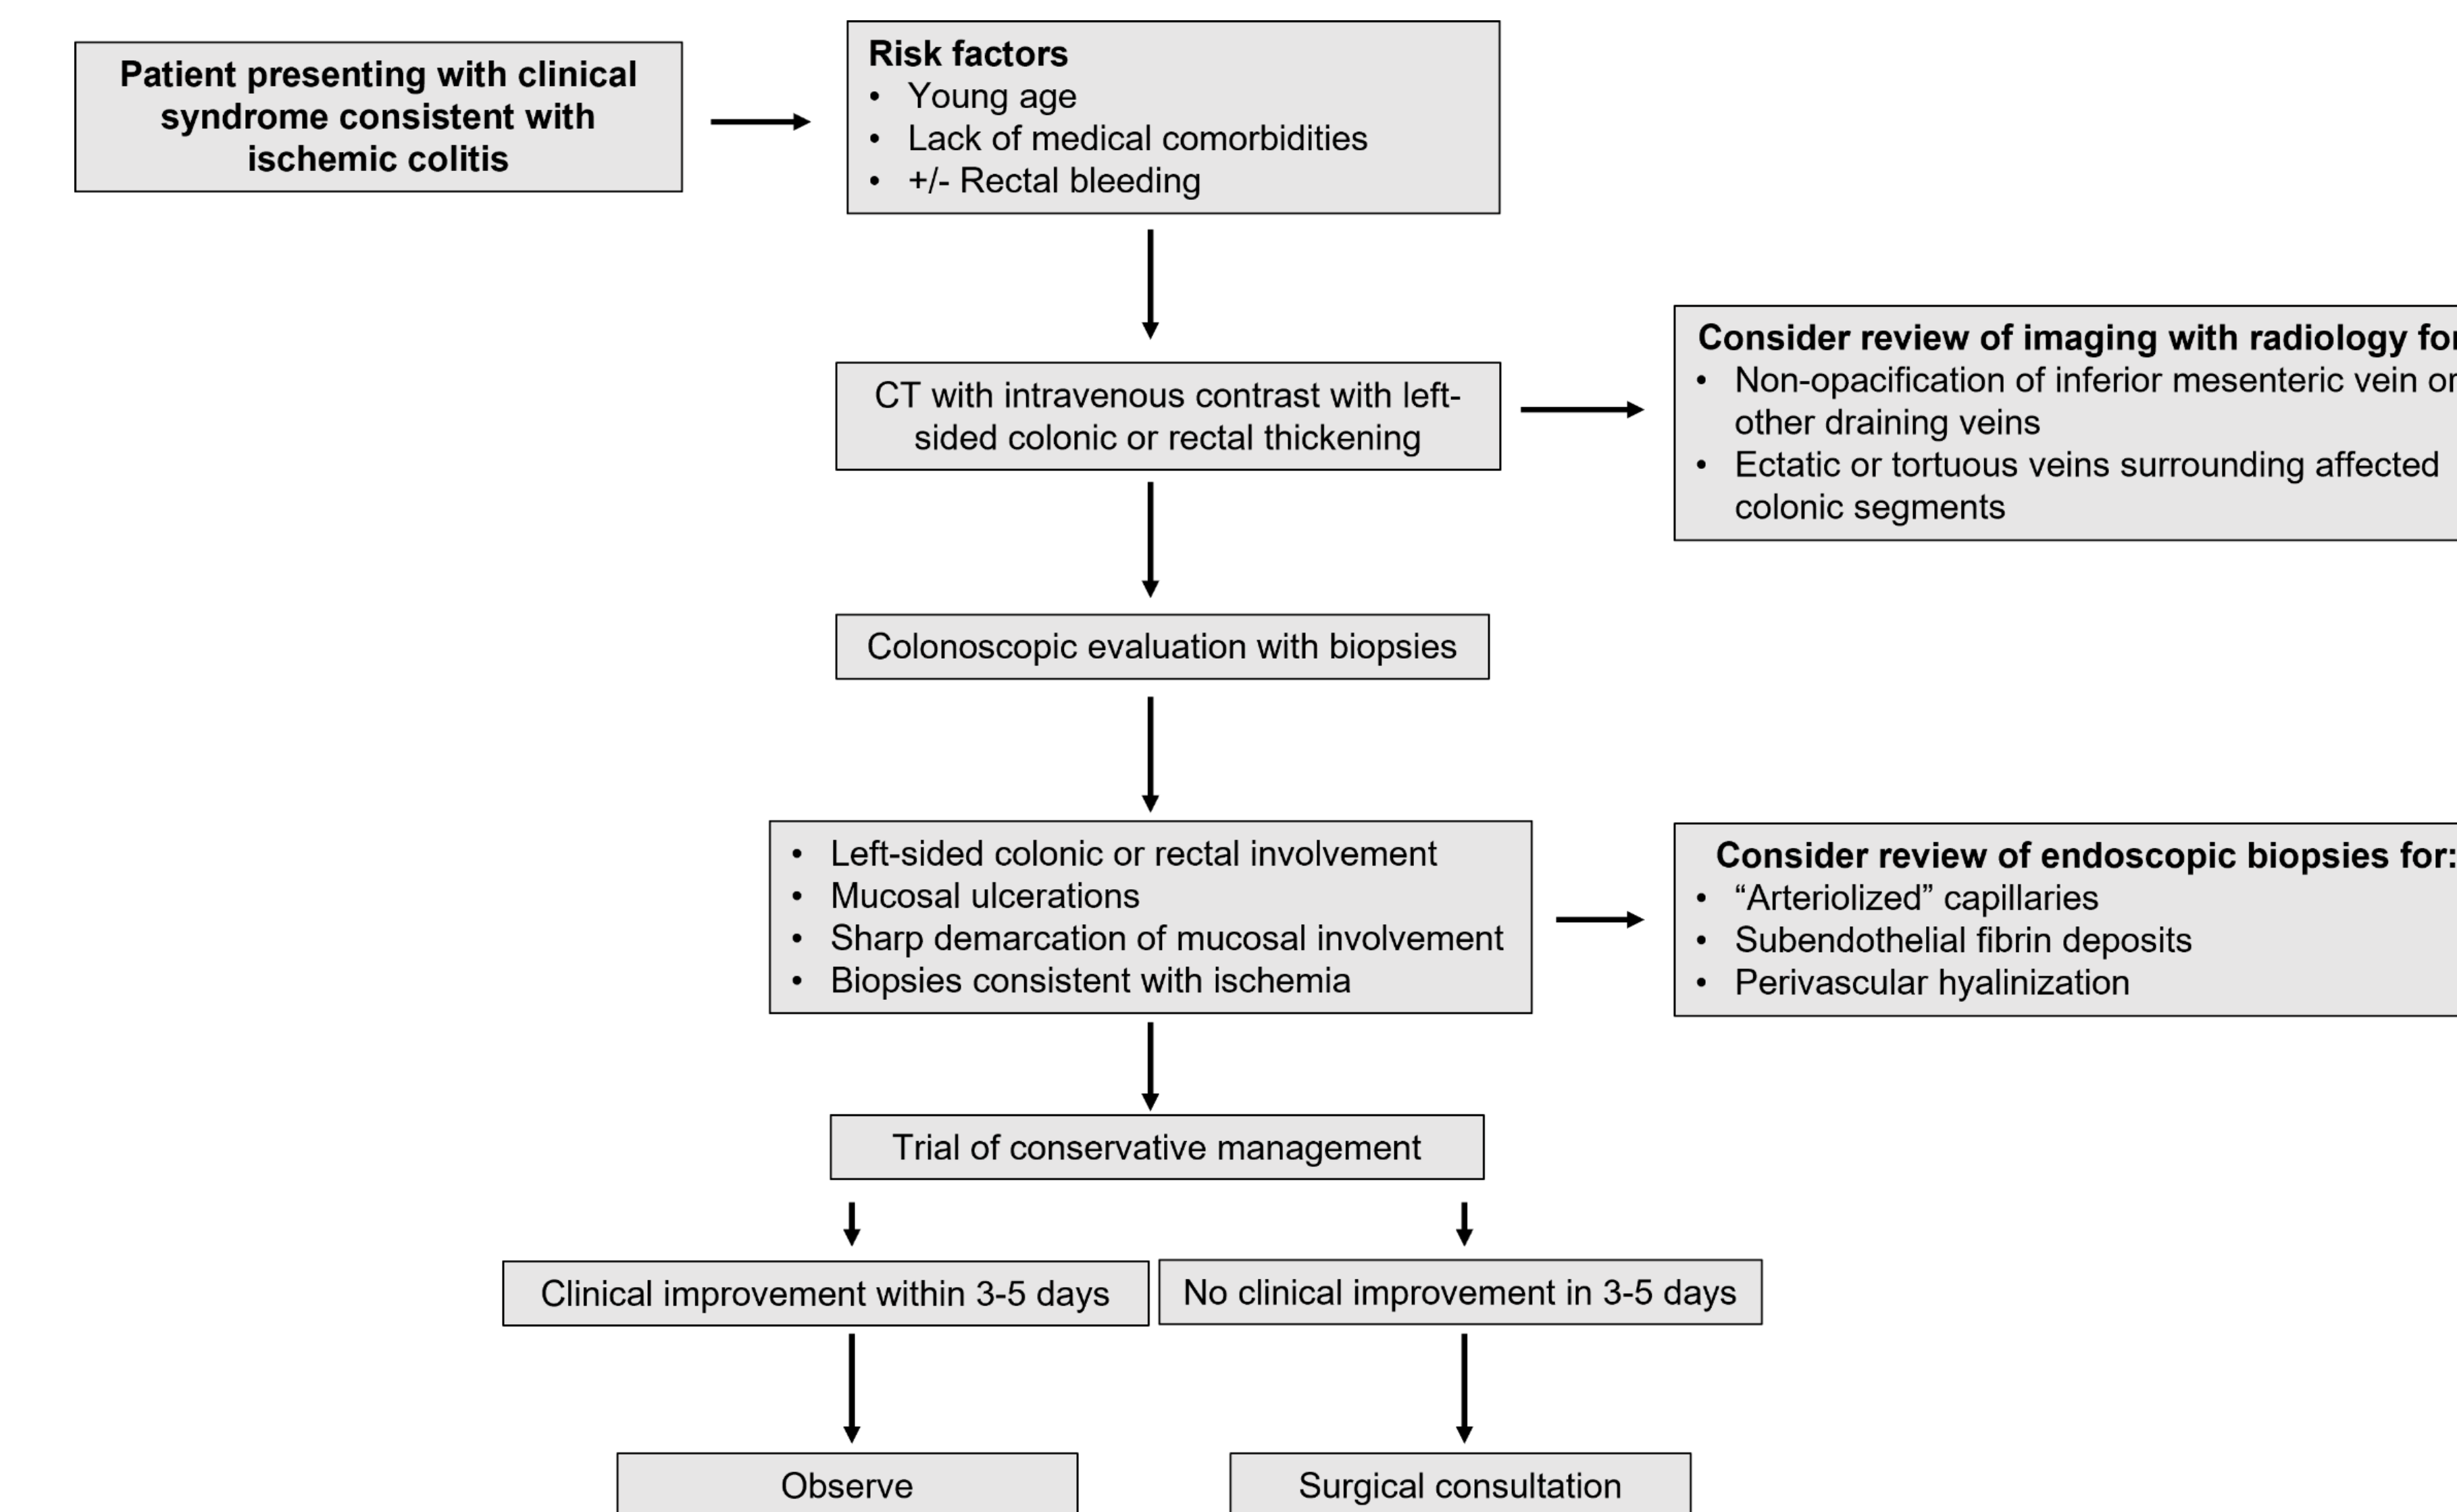 Patient presenting with clinical
syndrome consistent with
ischemic colitis
Risk factors
• Young age
• Lack of medical comorbidities
• +/- Rectal bleeding
CT with intravenous contrast with left-
sided colonic or rectal thickening
Consider review of imaging with radiology for
• Non-opacification of inferior mesenteric vein or
other draining veins
• Ectatic or tortuous veins surrounding affected
colonic segments
Colonoscopic evaluation with biopsies
• Left-sided colonic or rectal involvement
• Mucosal ulcerations
• Sharp demarcation of mucosal involvement
• Biopsies consistent with ischemia
Consider review of endoscopic biopsies for:
• “Arteriolized” capillaries
• Subendothelial fibrin deposits
• Perivascular hyalinization
Trial of conservative management
Clinical improvement within 3-5 days
No clinical improvement in 3-5 days
Observe
Surgical consultation